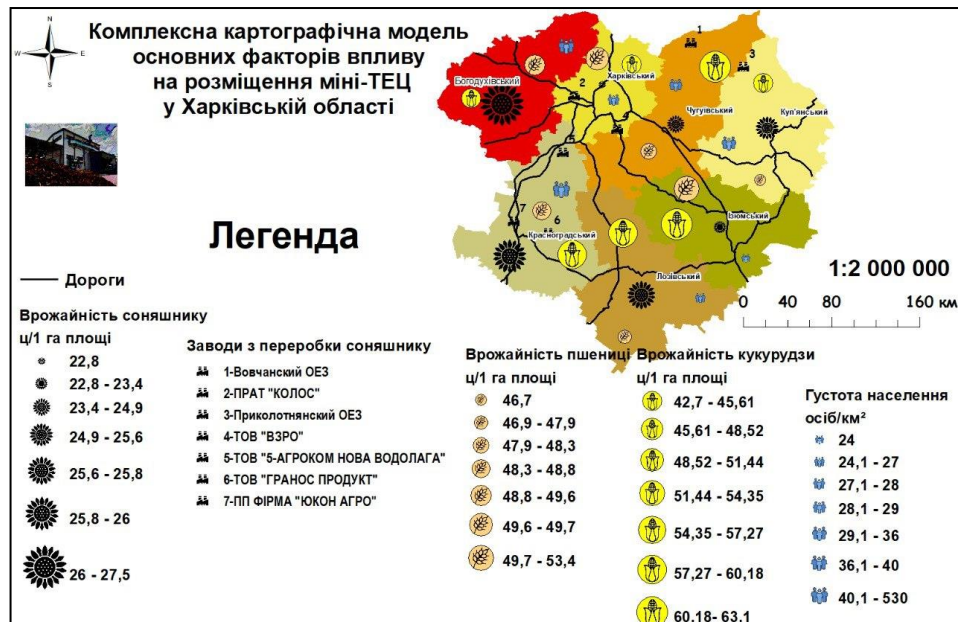 N
W
E
S
Комплексна картографічна модель
основних факторів впливу
на розміщення міні-ТЕЦ
у Харківській області
1
3
Богодухівський
2
Харківський
Чугуївський
Куп'янський
4
5
7
6
Ізюмський
Красноградський
Лозівський
1:2 000 000
0 40 80 160 км
Легенда
Дороги
Врожайність соняшнику
ц/1 га площі
22,8
22,8 - 23,4
23,4 - 24,9
24,9 - 25,6
25,6 - 25,8
25,8 - 26
26 - 27,5
Заводи з переробки соняшнику
1-Вовчанский ОЕЗ
2-ПРАТ "КОЛОС"
3-Приколотнянский ОЕЗ
4-ТОВ "ВЗРО"
5-ТОВ "5-АГРОКОМ НОВА ВОДОЛАГА"
6-ТОВ "ГРАНОС ПРОДУКТ"
7-ПП ФІРМА "ЮКОН АГРО"
Врожайність пшениці
ц/1 га площі
46,7
46,9 - 47,9
47,9 - 48,3
48,3 - 48,8
48,8 - 49,6
49,6 - 49,7
49,7 - 53,4
Врожайність кукурудзи
ц/1 га площі
42,7 - 45,61
45,61 - 48,52
48,52 - 51,44
51,44 - 54,35
54,35 - 57,27
57,27 - 60,18
60,18- 63,1
Густота населення
осіб/км²
24
24,1 - 27
27,1 - 28
28,1 - 29
29,1 - 36
36,1 - 40
40,1 - 530